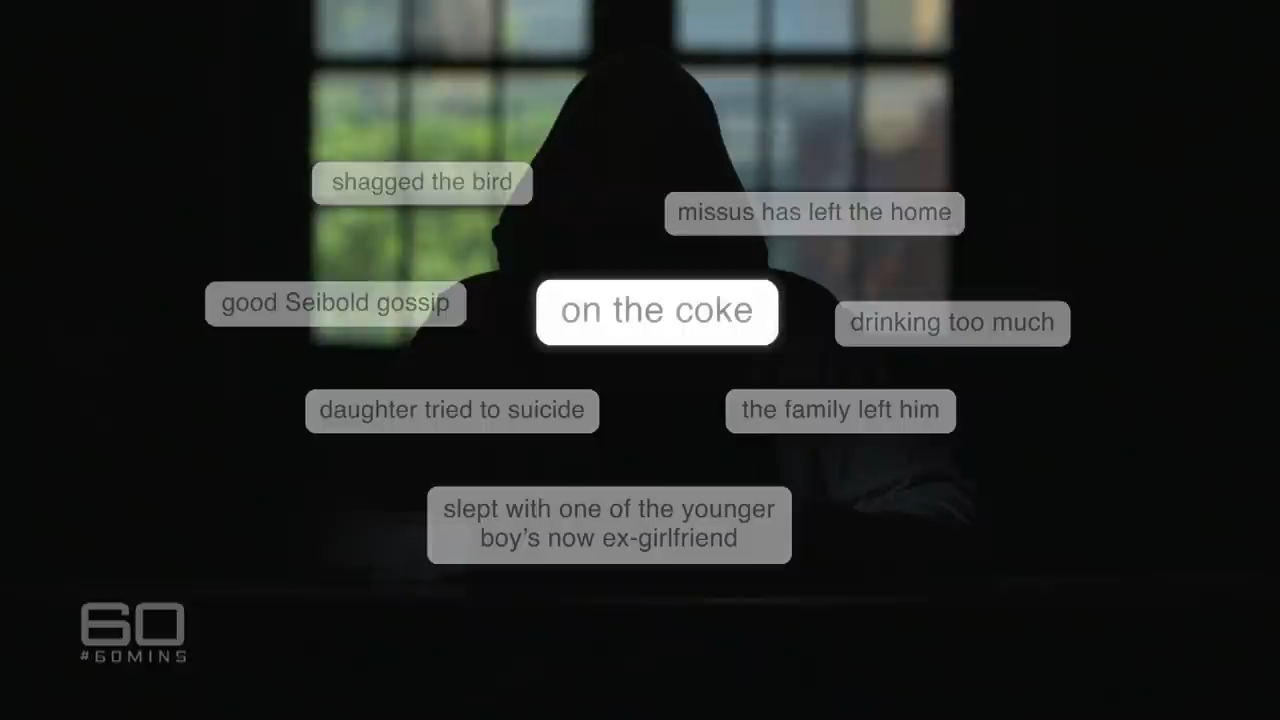 shagged the bird
missus has left the home
good Seibold gossip
on the coke
drinking too much
daughter tried to suicide
the family left him
slept with one of the younger
boy's now ex-girlfriend
60
#60MINS